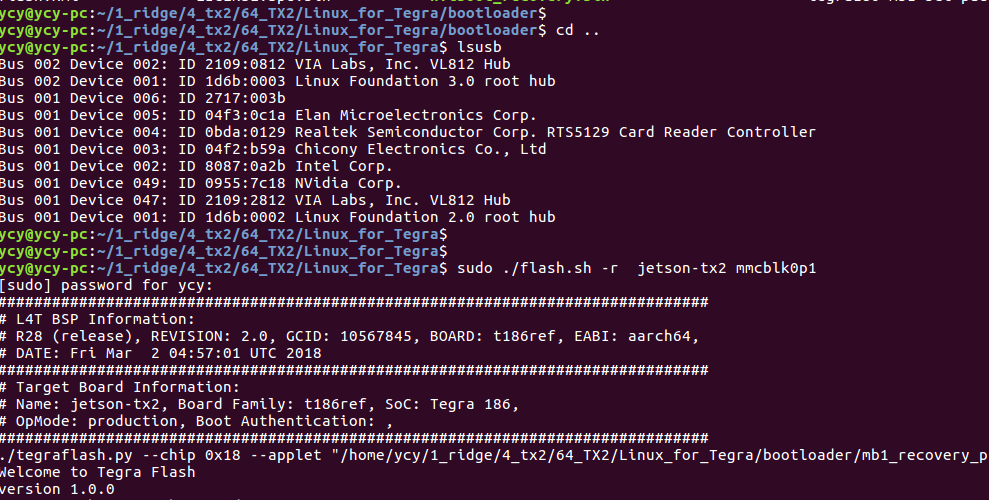 ycy@ycy-pc:~/1_ridge/4_tx2/64_TX2/Linux_for_Tegra/bootloader$
ycy@ycy-pc:~/1_ridge/4_tx2/64_TX2/Linux_for_Tegra/bootloader$ cd ..
ycy@ycy-pc:~/1_ridge/4_tx2/64_TX2/Linux_for_Tegra$ lsusb
Bus 002 Device 002: ID 2109:0812 VIA Labs, Inc. VL812 Hub
Bus 002 Device 001: ID 1d6b:0003 Linux Foundation 3.0 root hub
Bus 001 Device 006: ID 2717:003b
Bus 001 Device 005: ID 04f3:0c1a Elan Microelectronics Corp.
Bus 001 Device 004: ID 0bda:0129 Realtek Semiconductor Corp. RTS5129 Card Reader Controller
Bus 001 Device 003: ID 04f2:b59a Chicony Electronics Co., Ltd
Bus 001 Device 002: ID 8087:0a2b Intel Corp.
Bus 001 Device 049: ID 0955:7c18 NVidia Corp.
Bus 001 Device 047: ID 2109:2812 VIA Labs, Inc. VL812 Hub
Bus 001 Device 001: ID 1d6b:0002 Linux Foundation 2.0 root hub
ycy@ycy-pc:~/1_ridge/4_tx2/64_TX2/Linux_for_Tegra$
ycy@ycy-pc:~/1_ridge/4_tx2/64_TX2/Linux_for_Tegra$
ycy@ycy-pc:~/1_ridge/4_tx2/64_TX2/Linux_for_Tegra$ sudo ./flash.sh -r  jetson-tx2 mmcblk0p1
[sudo] password for ycy:
###############################################################################
# L4T BSP Information:
# R28 (release), REVISION: 2.0, GCID: 10567845, BOARD: t186ref, EABI: aarch64,
# DATE: Fri Mar  2 04:57:01 UTC 2018
###############################################################################
# Target Board Information:
# Name: jetson-tx2, Board Family: t186ref, SoC: Tegra 186,
# OpMode: production, Boot Authentication: ,
###############################################################################
./tegraflash.py --chip 0x18 --applet "/home/ycy/1_ridge/4_tx2/64_TX2/Linux_for_Tegra/bootloader/mb1_recovery_p
Welcome to Tegra Flash
version 1.0.0